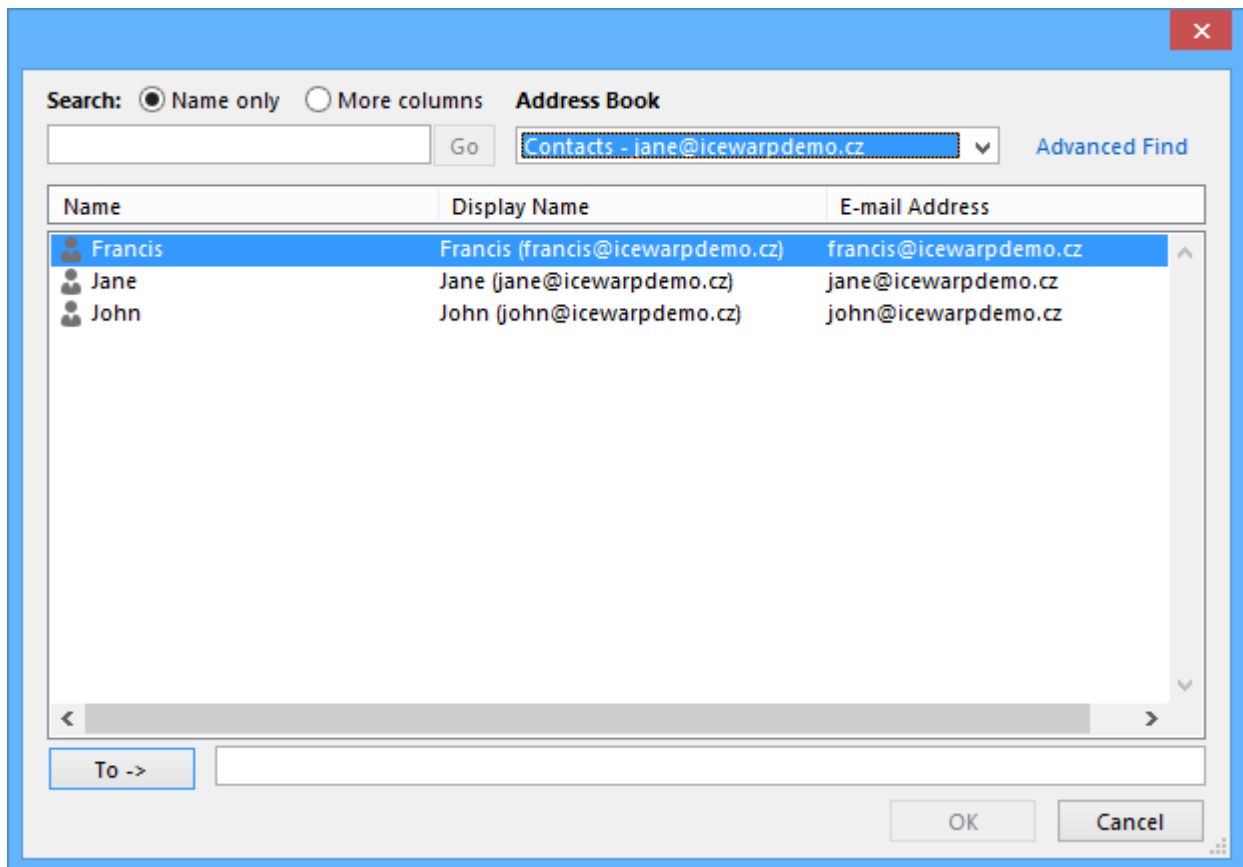 Search: Name only More columns Address Book
Go Contacts - jane@icewarpdemo.cz Advanced Find
Name Display Name E-mail Address
Francis Francis (francis@icewarpdemo.cz) francis@icewarpdemo.cz
Jane Jane (jane@icewarpdemo.cz) jane@icewarpdemo.cz
John John (john@icewarpdemo.cz) john@icewarpdemo.cz
To ->
OK Cancel